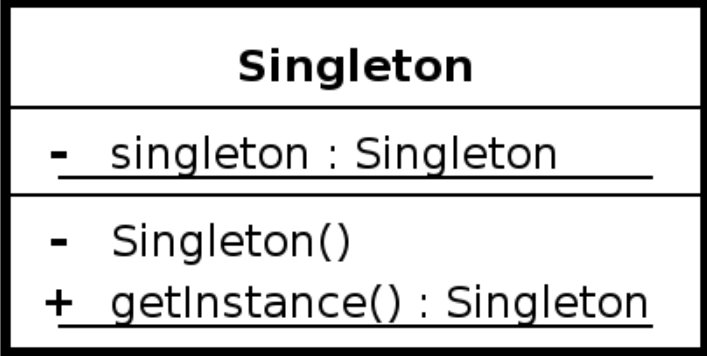 Singleton
- singleton : Singleton
- Singleton()
+ getInstance() : Singleton